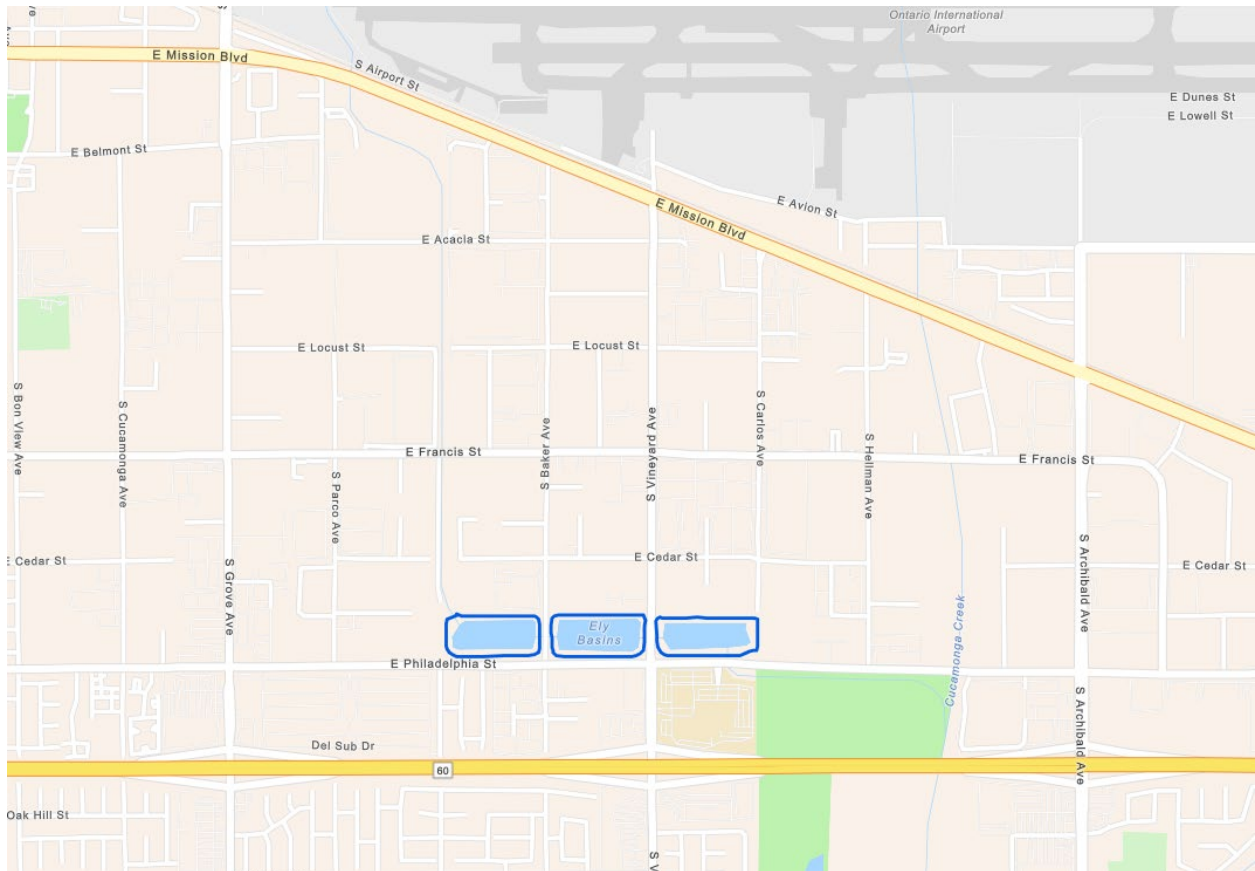 Ontario International
Airport
E Mission Blvd
S Airport St
E Dunes St
E Lowell St
E Belmont St
E Avion St
E Mission Blvd
E Acacia St
E Locust St
E Locust St
S Bon View Ave
S Cucamonga Ave
S Baker Ave
S Vineyard Ave
S Carlos Ave
S Hellman Ave
E Francis St
E Francis St
S Parco Ave
S Grove Ave
E Cedar St
E Cedar St
E Cedar St
S Archibald Ave
Ely
Basins
Cucamonga Creek
E Philadelphia St
S Archibald Ave
Del Sub Dr
60
Oak Hill St